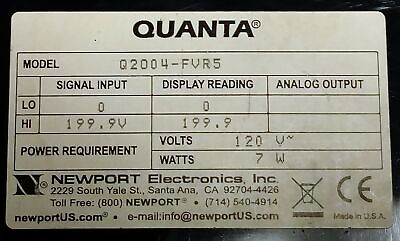 QUANTA®
MODEL Q2004-FVR5
SIGNAL INPUT DISPLAY READING ANALOG OUTPUT
LO 0 0
HI 199.9V 199.9
POWER REQUIREMENT
VOLTS 120 V~
WATTS 7 W
NEWPORT Electronics, Inc.
2229 South Yale St., Santa Ana, CA 92704-4426
Toll Free: (800) NEWPORT® • (714) 540-4914
newportUS.com® • e-mail:info@newportUS.com
Made in U.S.A.